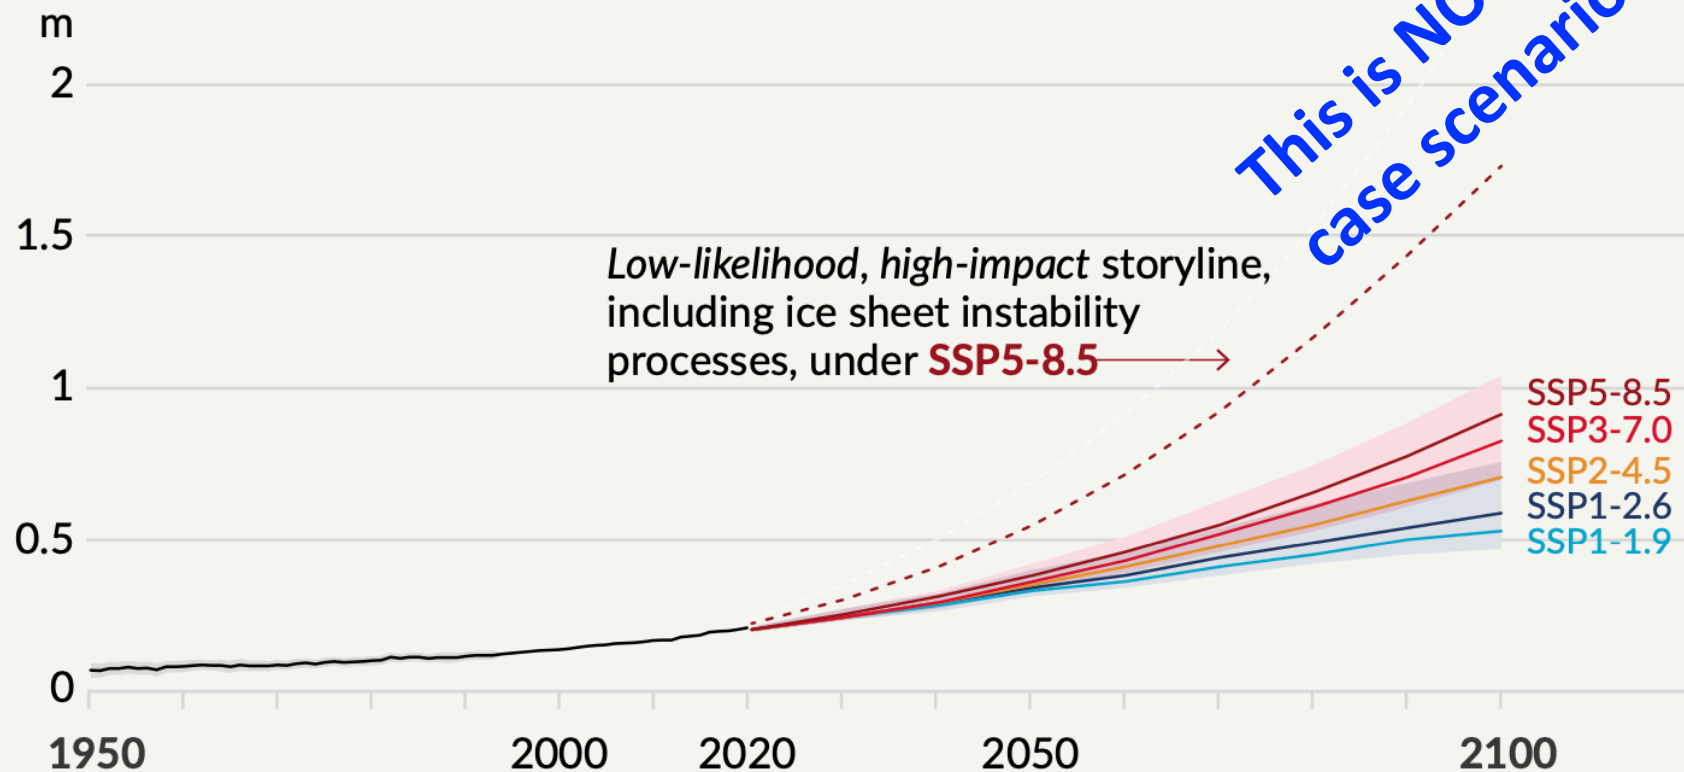 m
2
1.5
1
0.5
0
This is NO
case scenario
Low-likelihood, high-impact storyline,
including ice sheet instability
processes, under SSP5-8.5
SSP5-8.5
SSP3-7.0
SSP2-4.5
SSP1-2.6
SSP1-1.9
1950 2000 2020 2050 2100